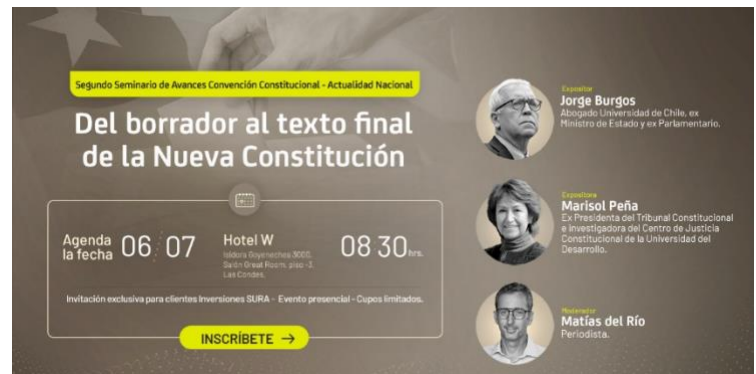 Segundo Seminario de Avances Convención Constitucional - Actualidad Nacional
Del borrador al texto final
de la Nueva Constitución
Agenda
la fecha
06/07
Hotel W
Isidora Goyenechea 3000,
Salón Great Room, piso -3.
Las Condes.
08:30 hrs.
Invitación exclusiva para clientes Inversiones SURA - Evento presencial - Cupos limitados.
INSCRÍBETE →
Expositor
Jorge Burgos
Abogado Universidad de Chile, ex
Ministro de Estado y ex Parlamentario.
Expositora
Marisol Peña
Ex Presidenta del Tribunal Constitucional
e investigadora del Centro de Justicia
Constitucional de la Universidad del
Desarrollo.
Moderador
Matías del Río
Periodista.